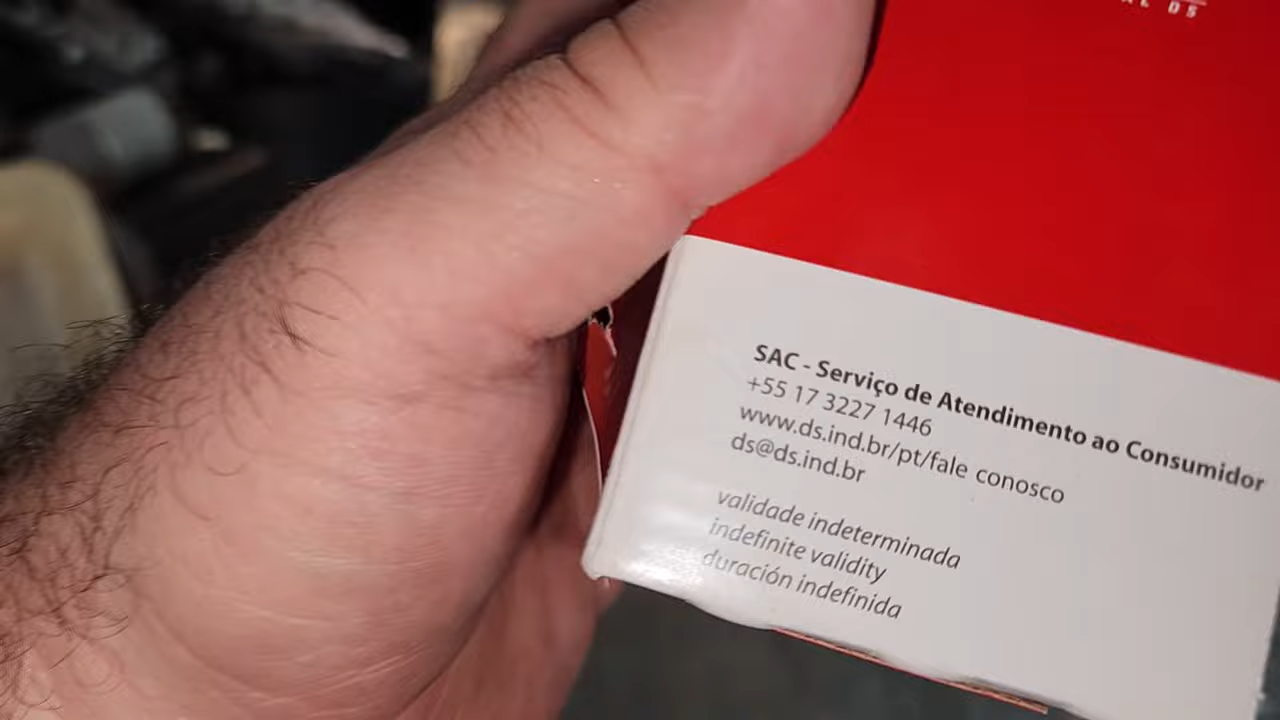 DS
SAC - Serviço de Atendimento ao Consumidor
+55 17 3227 1446
www.ds.ind.br/pt/fale conosco
ds@ds.ind.br
validade indeterminada
indefinite validity
duración indefinida